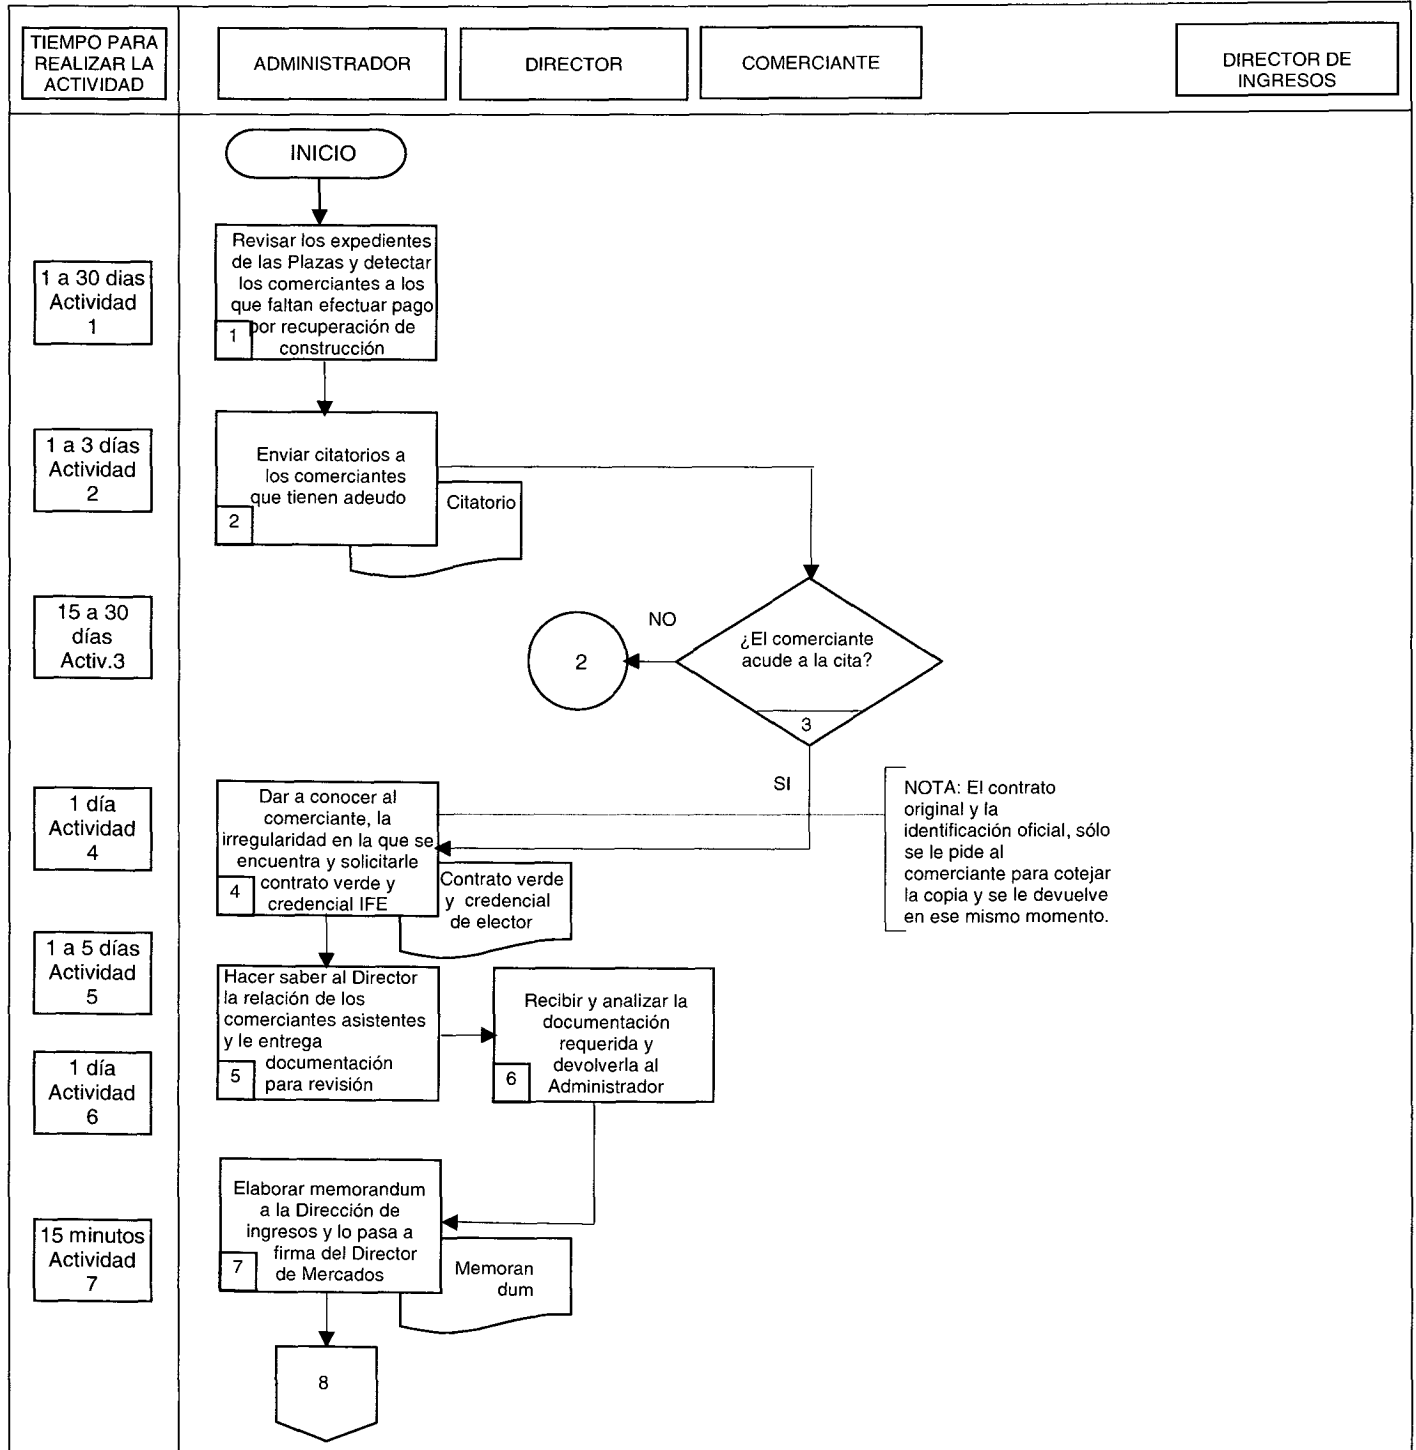 TIEMPO PARA
REALIZAR LA
ACTIVIDAD
ADMINISTRADOR
DIRECTOR
COMERCIANTE
DIRECTOR DE
INGRESOS
INICIO
1 a 30 dias
Actividad
1
Revisar los expedientes
de las Plazas y detectar
los comerciantes a los
que faltan efectuar pago
por recuperación de
construcción
1
1 a 3 días
Actividad
2
Enviar citatorios a
los comerciantes
que tienen adeudo
2
Citatorio
15 a 30
días
Activ.3
NO
2
¿El comerciante
acude a la cita?
3
SI
1 día
Actividad
4
Dar a conocer al
comerciante, la
irregularidad en la que se
encuentra y solicitarle
contrato verde y
credencial IFE
4
Contrato verde
y credencial
de elector
NOTA: El contrato
original y la
identificación oficial, sólo
se le pide al
comerciante para cotejar
la copia y se le devuelve
en ese mismo momento.
1 a 5 días
Actividad
5
Hacer saber al Director
la relación de los
comerciantes asistentes
y le entrega
documentación
para revisión
5
Recibir y analizar la
documentación
requerida y
devolverla al
Administrador
6
1 día
Actividad
6
Elaborar memorandum
a la Dirección de
ingresos y lo pasa a
firma del Director
de Mercados
7
Memoran
dum
15 minutos
Actividad
7
8